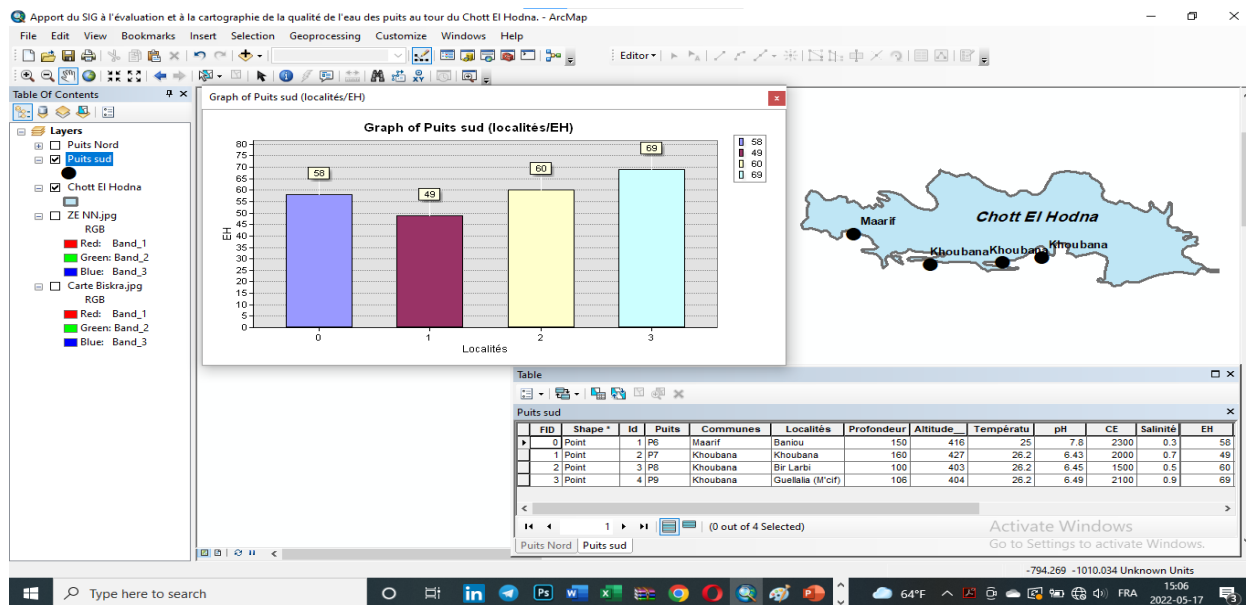 Apport du SIG à l'évaluation et à la cartographie de la qualité de l'eau des puits au tour du Chott El Hodna. - ArcMap
File Edit View Bookmarks Insert Selection Geoprocessing Customize Windows Help
Editor
Table Of Contents
Layers
Puits Nord
Puits sud
Chott El Hodna
ZE NN.jpg
RGB
Red: Band_1
Green: Band_2
Blue: Band_3
Carte Biskra.jpg
RGB
Red: Band_1
Green: Band_2
Blue: Band_3
Graph of Puits sud (localités/EH)
Graph of Puits sud (localités/EH)
80
75
70
65
60
55
50
45
40
35
30
25
20
15
10
5
0
EH
58
49
60
69
0 1 2 3
Localités
58
49
60
69
Maarif
Chott El Hodna
Khoubana
Khoubana
Khoubana
Table
Puits sud
FID Shape * Id Puits Communes Localités Profondeur Altitude__ Températu pH CE Salinité EH
0 Point 1 P6 Maarif Baniou 150 416 25 7.8 2300 0.3 58
1 Point 2 P7 Khoubana Khoubana 160 427 26.2 6.43 2000 0.7 49
2 Point 3 P8 Khoubana Bir Larbi 100 403 26.2 6.45 1500 0.5 60
3 Point 4 P9 Khoubana Guellalia (M'cif) 106 404 26.2 6.49 2100 0.9 69
1 (0 out of 4 Selected)
Puits Nord Puits sud
Activate Windows
Go to Settings to activate Windows.
-794.269 -1010.034 Unknown Units
Type here to search
64°F
FRA
15:06
2022-05-17
3